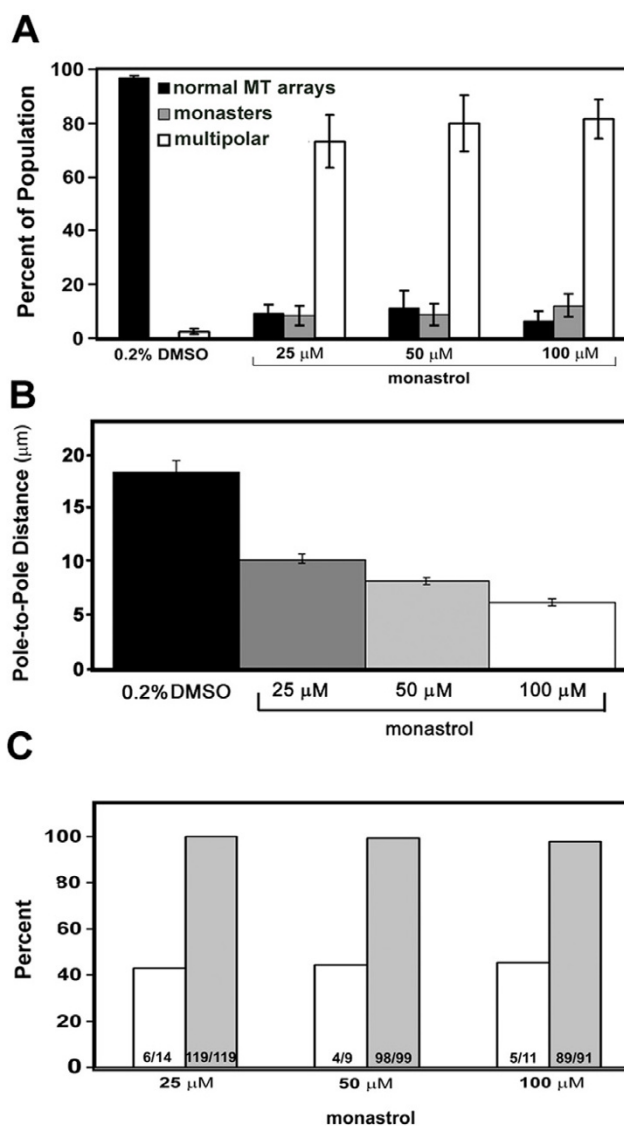 A
100
80
60
40
20
0
Percent of Population
normal MT arrays
monasters
multipolar
0.2% DMSO
25 μM
50 μM
100 μM
monastrol
B
20
15
10
5
0
Pole-to-Pole Distance (μm)
0.2%DMSO
25 μM
50 μM
100 μM
monastrol
C
100
80
60
40
20
0
Percent
6/14
119/119
4/9
98/99
5/11
89/91
25 μM
50 μM
100 μM
monastrol